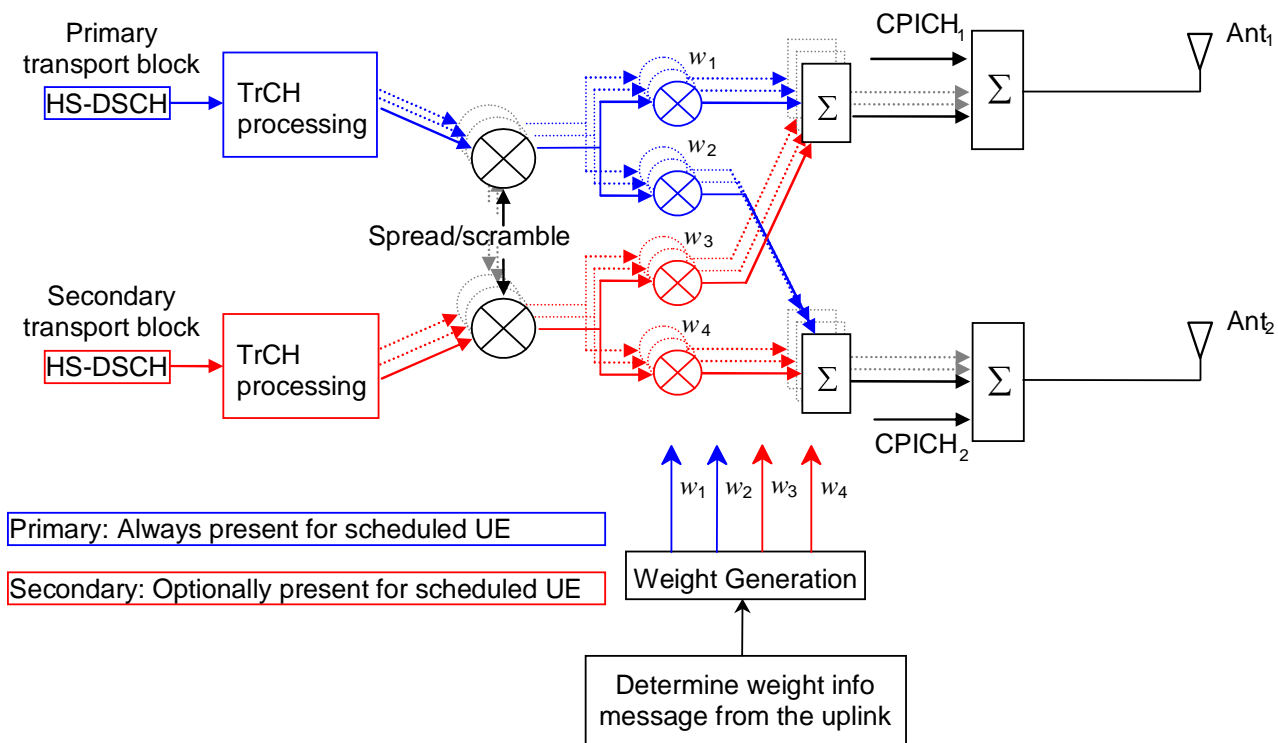 Primary
transport block
HS-DSCH
TrCH
processing
w1
w2
Σ
CPICH1
Σ
Ant1
Spread/scramble
Secondary
transport block
HS-DSCH
TrCH
processing
w3
w4
Σ
CPICH2
Σ
Ant2
w1 w2 w3 w4
Primary: Always present for scheduled UE
Secondary: Optionally present for scheduled UE
Weight Generation
Determine weight info
message from the uplink